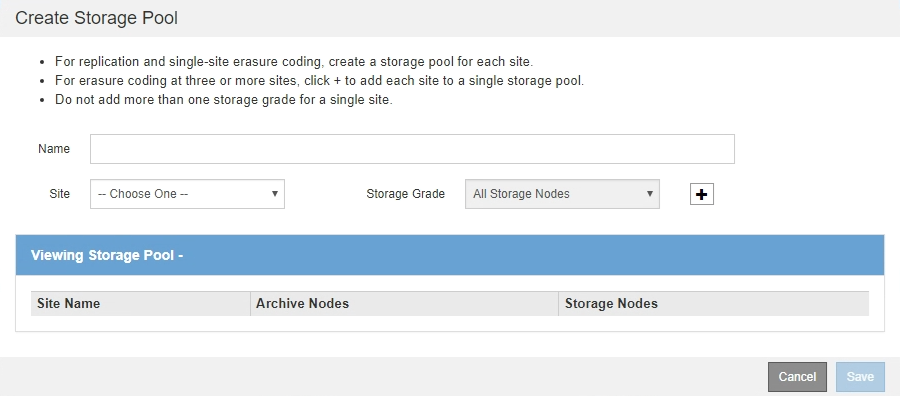 Create Storage Pool
• For replication and single-site erasure coding, create a storage pool for each site.
• For erasure coding at three or more sites, click + to add each site to a single storage pool.
• Do not add more than one storage grade for a single site.
Name
Site -- Choose One -- Storage Grade All Storage Nodes +
Viewing Storage Pool -
Site Name Archive Nodes Storage Nodes
Cancel Save